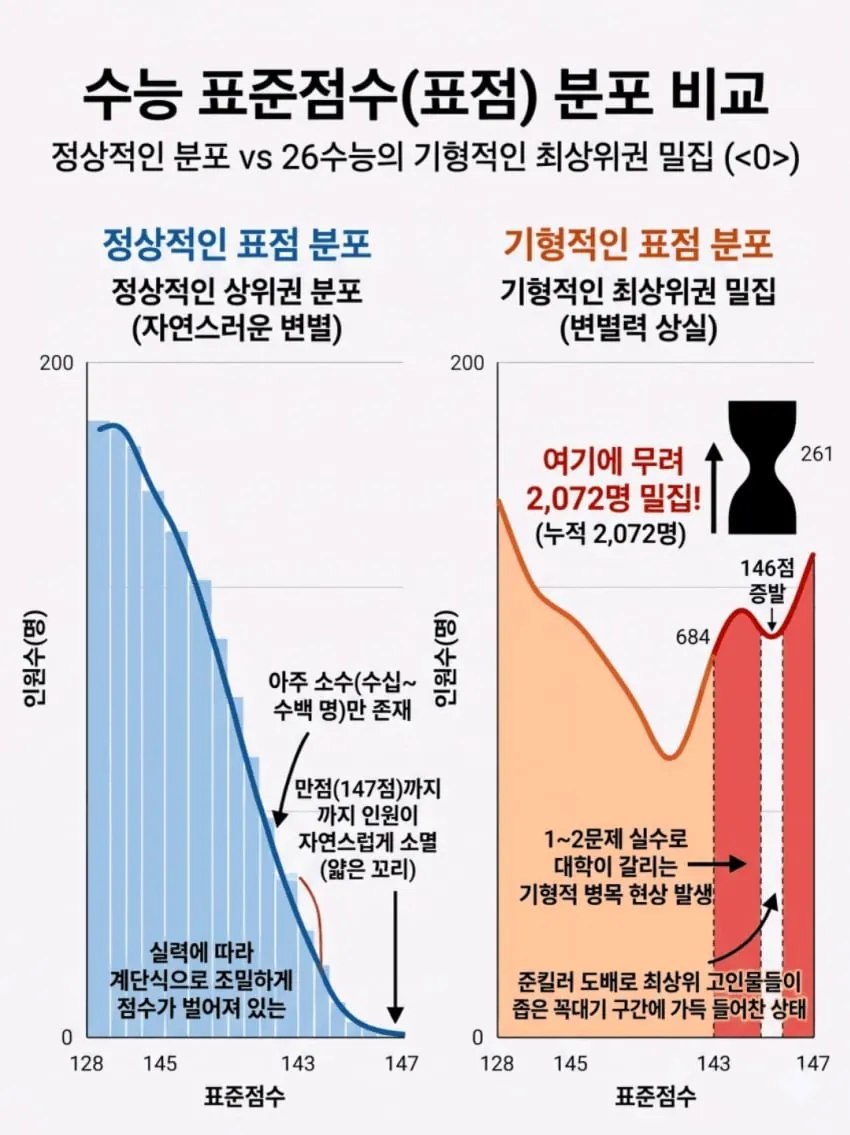 수능 표준점수(표점) 분포 비교
정상적인 분포 vs 26수능의 기형적인 최상위권 밀집 (<0>)
정상적인 표점 분포
정상적인 상위권 분포
(자연스러운 변별)
200
인원수(명)
아주 소수(수십~
수백 명)만 존재
만점(147점)까지
까지 인원이
자연스럽게 소멸
(얇은 꼬리)
실력에 따라
계단식으로 조밀하게
점수가 벌어져 있는
0
128 145 143 147
표준점수
기형적인 표점 분포
기형적인 최상위권 밀집
(변별력 상실)
200
여기에 무려
2,072명 밀집!
(누적 2,072명)
261
146점
증발
684
인원수(명)
1~2문제 실수로
대학이 갈리는
기형적 병목 현상 발생
준킬러 도배로 최상위 고인물들이
좁은 꼭대기 구간에 가득 들어찬 상태
0
128 145 143 147
표준점수